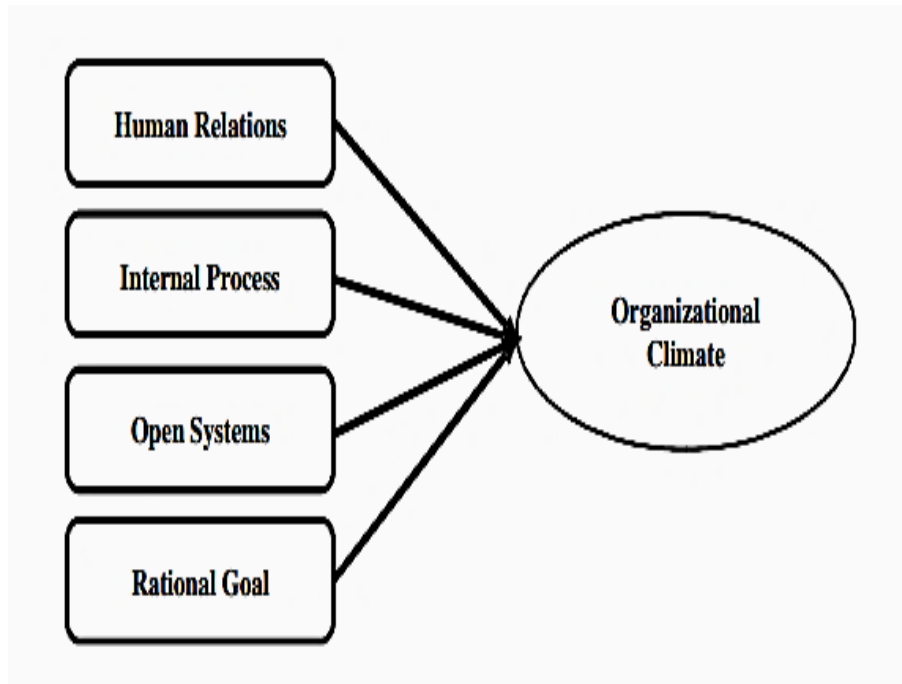 Human Relations
Internal Process
Open Systems
Rational Goal
Organizational
Climate